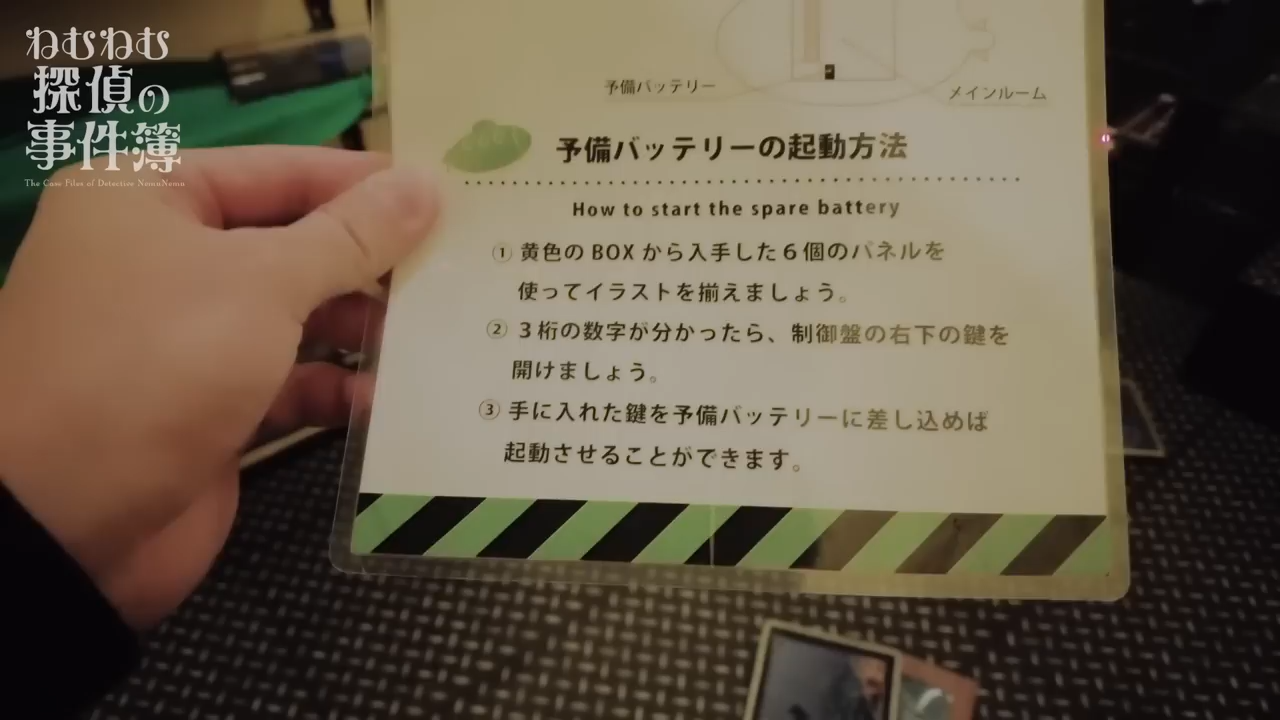 ねむねむ
探偵の
事件簿
The Case Files of Detective NemuNemu
予備バッテリー
メインルーム
予備バッテリーの起動方法
How to start the spare battery
① 黄色の BOX から入手した６個のパネルを
使ってイラストを揃えましょう。
② ３桁の数字が分かったら、制御盤の右下の鍵を
開けましょう。
③ 手に入れた鍵を予備バッテリーに差し込めば
起動させることができます。